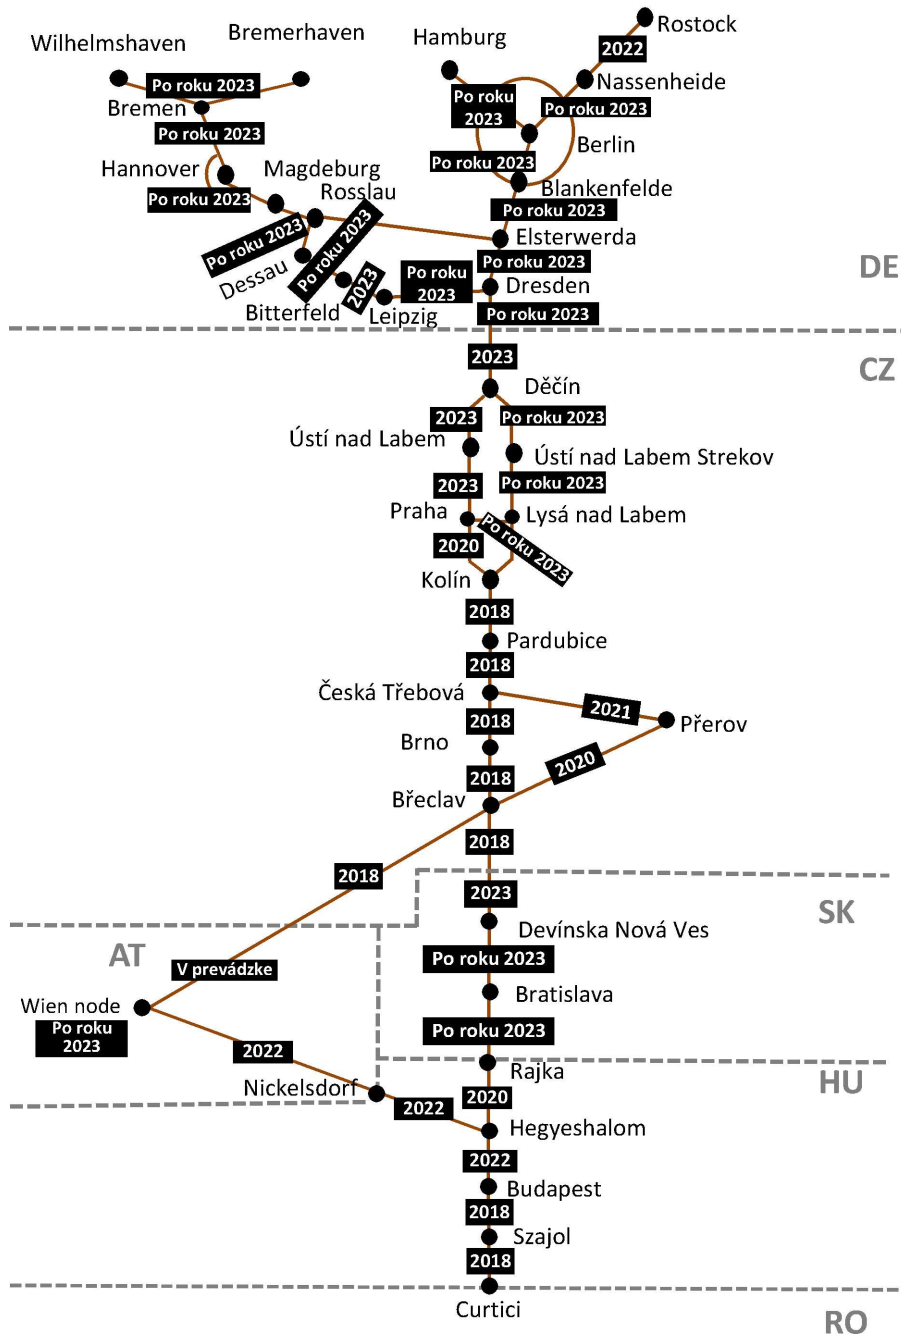 Wilhelmshaven
Bremerhaven
Hamburg
Rostock
2022
Nassenheide
Po roku 2023
Po roku
2023
Po roku 2023
Bremen
Po roku 2023
Berlin
Po roku 2023
Hannover
Magdeburg
Po roku 2023
Rosslau
Blankenfelde
Po roku 2023
Po roku 2023
Po roku 2023
Elsterwerda
Po roku 2023
DE
Dessau
2023
Po roku
2023
Dresden
Bitterfeld
Leipzig
Po roku 2023
2023
CZ
Děčín
2023
Po roku 2023
Ústí nad Labem
Ústí nad Labem Strekov
2023
Po roku 2023
Praha
Lysá nad Labem
2020
Po roku 2023
Kolín
2018
Pardubice
2018
Česká Třebová
2021
2018
Přerov
Brno
2020
2018
Břeclav
2018
2018
2023
SK
Devínska Nová Ves
AT
Po roku 2023
V prevádzke
Bratislava
Wien node
Po roku
2023
Po roku 2023
2022
Rajka
HU
Nickelsdorf
2020
2022
Hegyeshalom
2022
Budapest
2018
Szajol
2018
Curtici
RO